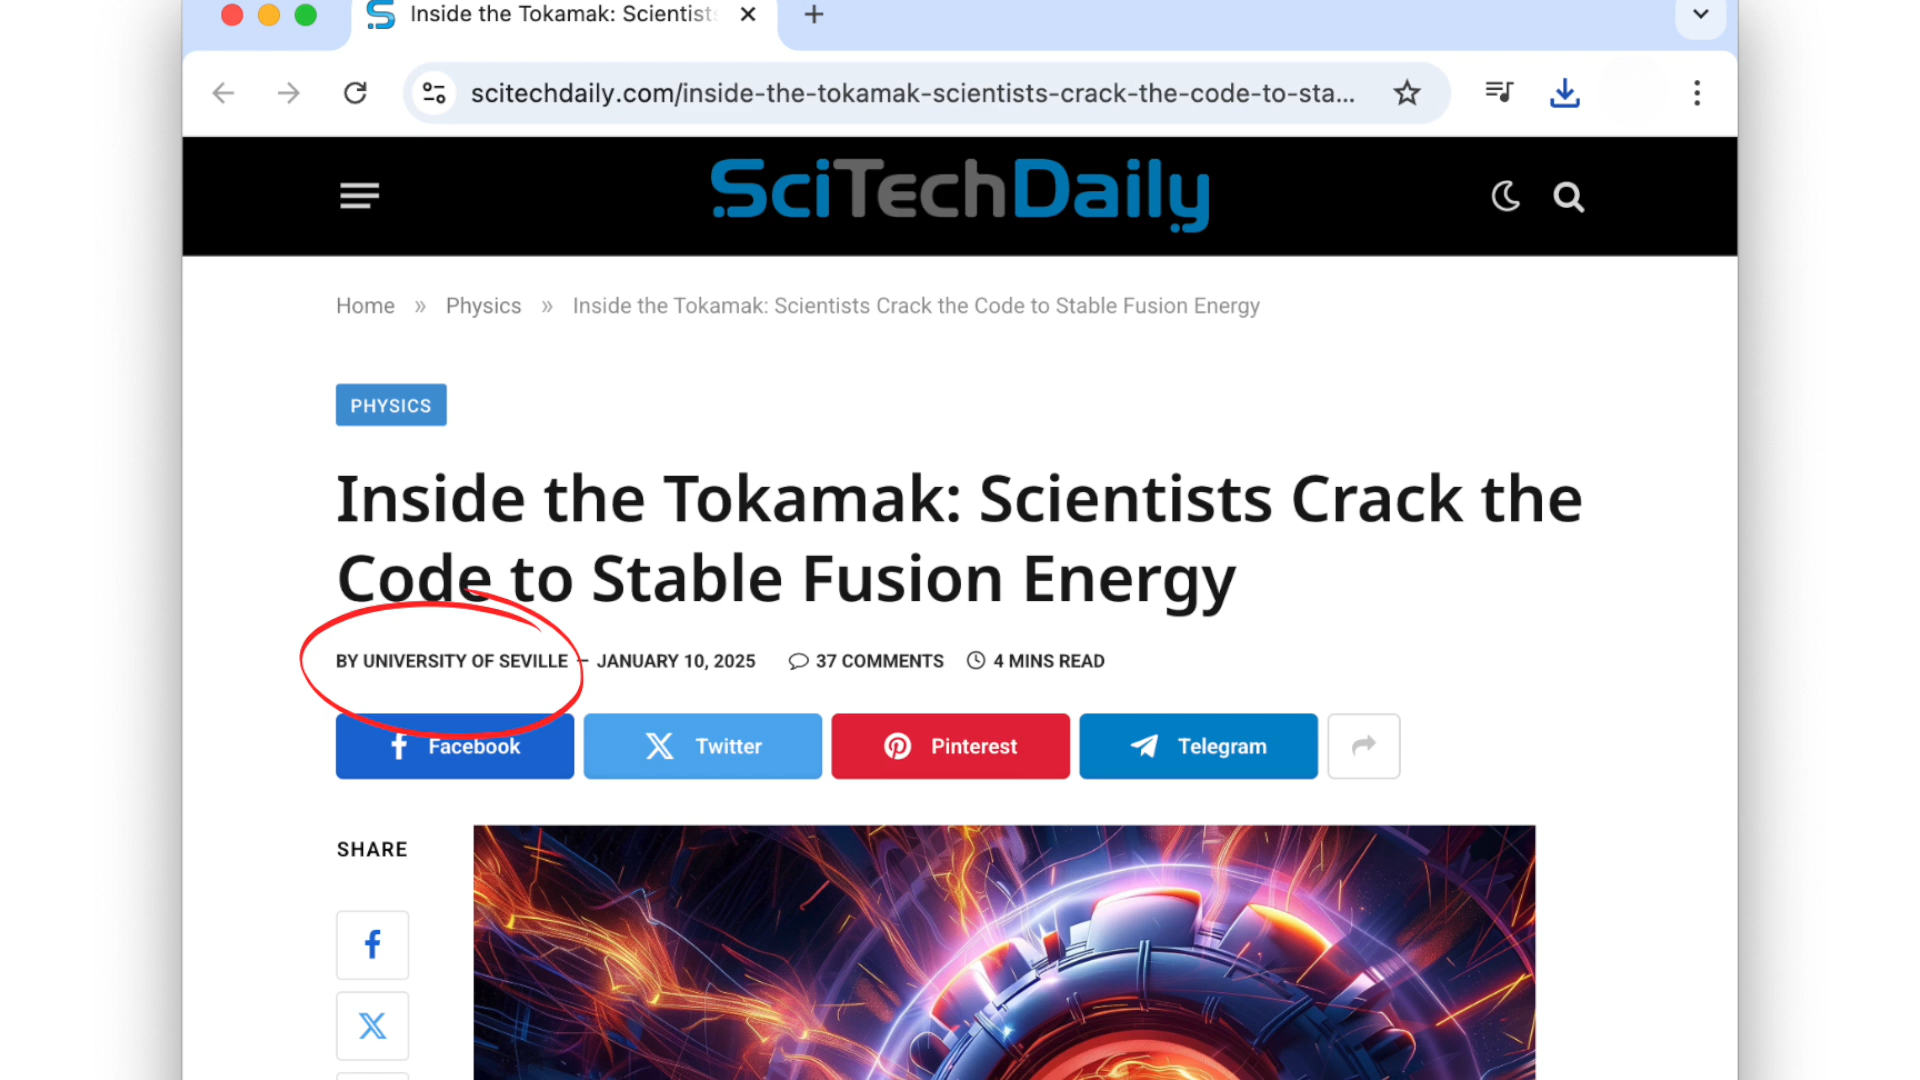 Inside the Tokamak: Scientists
scitechdaily.com/inside-the-tokamak-scientists-crack-the-code-to-sta...
SciTechDaily
Home » Physics » Inside the Tokamak: Scientists Crack the Code to Stable Fusion Energy
PHYSICS
Inside the Tokamak: Scientists Crack the
Code to Stable Fusion Energy
BY UNIVERSITY OF SEVILLE – JANUARY 10, 2025 37 COMMENTS 4 MINS READ
Facebook Twitter Pinterest Telegram
SHARE